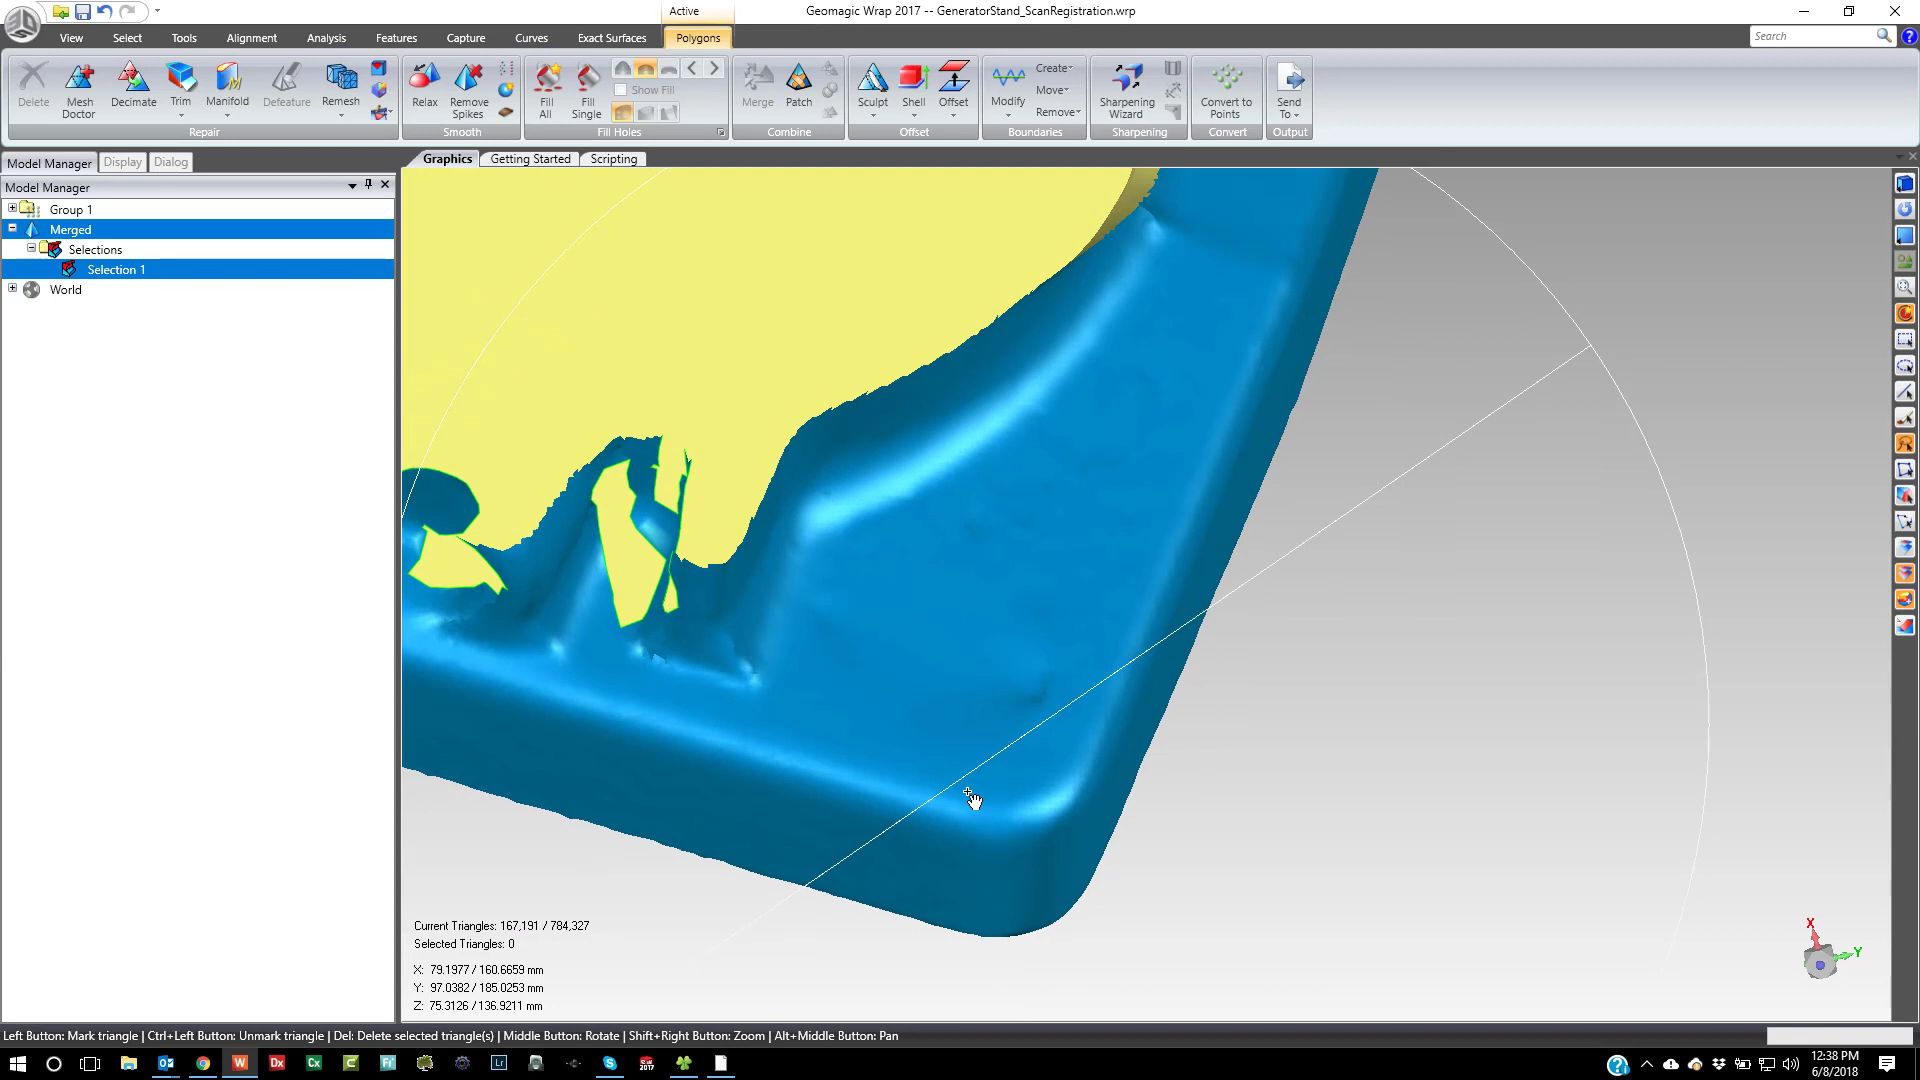 Active
Geomagic Wrap 2017 -- GeneratorStand_ScanRegistration.wrp
View Select Tools Alignment Analysis Features Capture Curves Exact Surfaces Polygons
Search
Delete
Mesh Doctor
Decimate
Trim
Manifold
Defeature
Remesh
Repair
Relax
Remove Spikes
Smooth
Fill All
Fill Single
Show Fill
Fill Holes
Merge
Patch
Combine
Sculpt
Shell
Offset
Offset
Modify
Create
Move
Remove
Boundaries
Sharpening Wizard
Sharpening
Convert to Points
Convert
Send To
Output
Model Manager Display Dialog
Graphics Getting Started Scripting
Model Manager
Group 1
Merged
Selections
Selection 1
World
Current Triangles: 167,191 / 784,327
Selected Triangles: 0
X: 79.1977 / 160.6659 mm
Y: 97.0382 / 185.0253 mm
Z: 75.3126 / 136.9211 mm
X
Y
Left Button: Mark triangle | Ctrl+Left Button: Unmark triangle | Del: Delete selected triangle(s) | Middle Button: Rotate | Shift+Right Button: Zoom | Alt+Middle Button: Pan
W Dx Cx Lr
2017
12:38 PM
6/8/2018